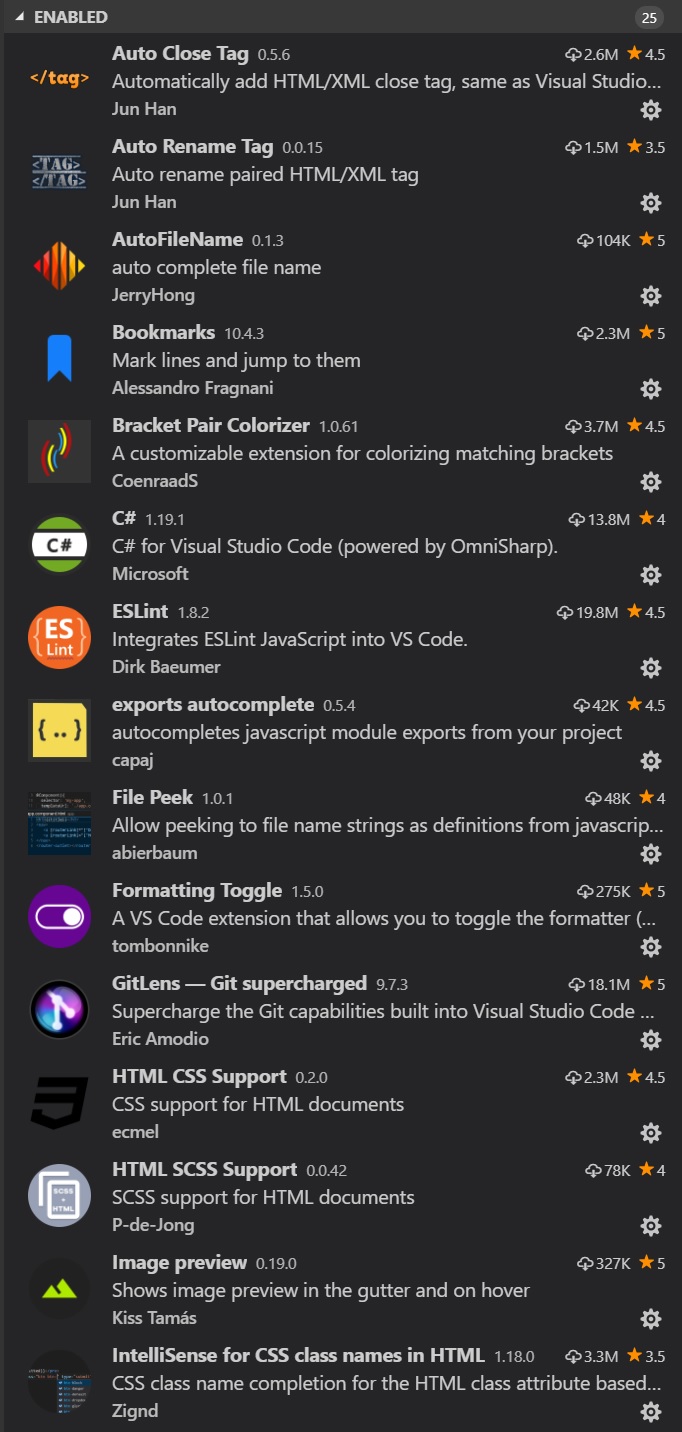 ENABLED 25
Auto Close Tag 0.5.6 2.6M 4.5
</tag> Automatically add HTML/XML close tag, same as Visual Studio...
Jun Han
Auto Rename Tag 0.0.15 1.5M 3.5
<TAG>
</TAG>
Auto rename paired HTML/XML tag
Jun Han
AutoFileName 0.1.3 104K 5
auto complete file name
JerryHong
Bookmarks 10.4.3 2.3M 5
Mark lines and jump to them
Alessandro Fragnani
Bracket Pair Colorizer 1.0.61 3.7M 4.5
A customizable extension for colorizing matching brackets
CoenraadS
C# 1.19.1 13.8M 4
C# C# for Visual Studio Code (powered by OmniSharp).
Microsoft
ESLint 1.8.2 19.8M 4.5
{ES
Lint}
Integrates ESLint JavaScript into VS Code.
Dirk Baeumer
exports autocomplete 0.5.4 42K 4.5
{..} autocompletes javascript module exports from your project
capaj
File Peek 1.0.1 48K 4
Allow peeking to file name strings as definitions from javascrip...
abierbaum
Formatting Toggle 1.5.0 275K 5
A VS Code extension that allows you to toggle the formatter (...
tombonnike
GitLens — Git supercharged 9.7.3 18.1M 5
Supercharge the Git capabilities built into Visual Studio Code ...
Eric Amodio
HTML CSS Support 0.2.0 2.3M 4.5
CSS support for HTML documents
ecmel
HTML SCSS Support 0.0.42 78K 4
SCSS
+
HTML
SCSS support for HTML documents
P-de-Jong
Image preview 0.19.0 327K 5
Shows image preview in the gutter and on hover
Kiss Tamás
IntelliSense for CSS class names in HTML 1.18.0 3.3M 3.5
CSS class name completion for the HTML class attribute based...
Zignd